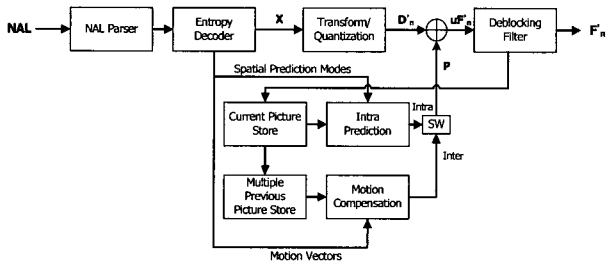 NAL
NAL Parser
Entropy
Decoder
X
Transform/
Quantization
D'n
uF'n
Deblocking
Filter
F'n
P
Spatial Prediction Modes
Current Picture
Store
Intra
Prediction
Intra
SW
Inter
Multiple
Previous
Picture Store
Motion
Compensation
Motion Vectors